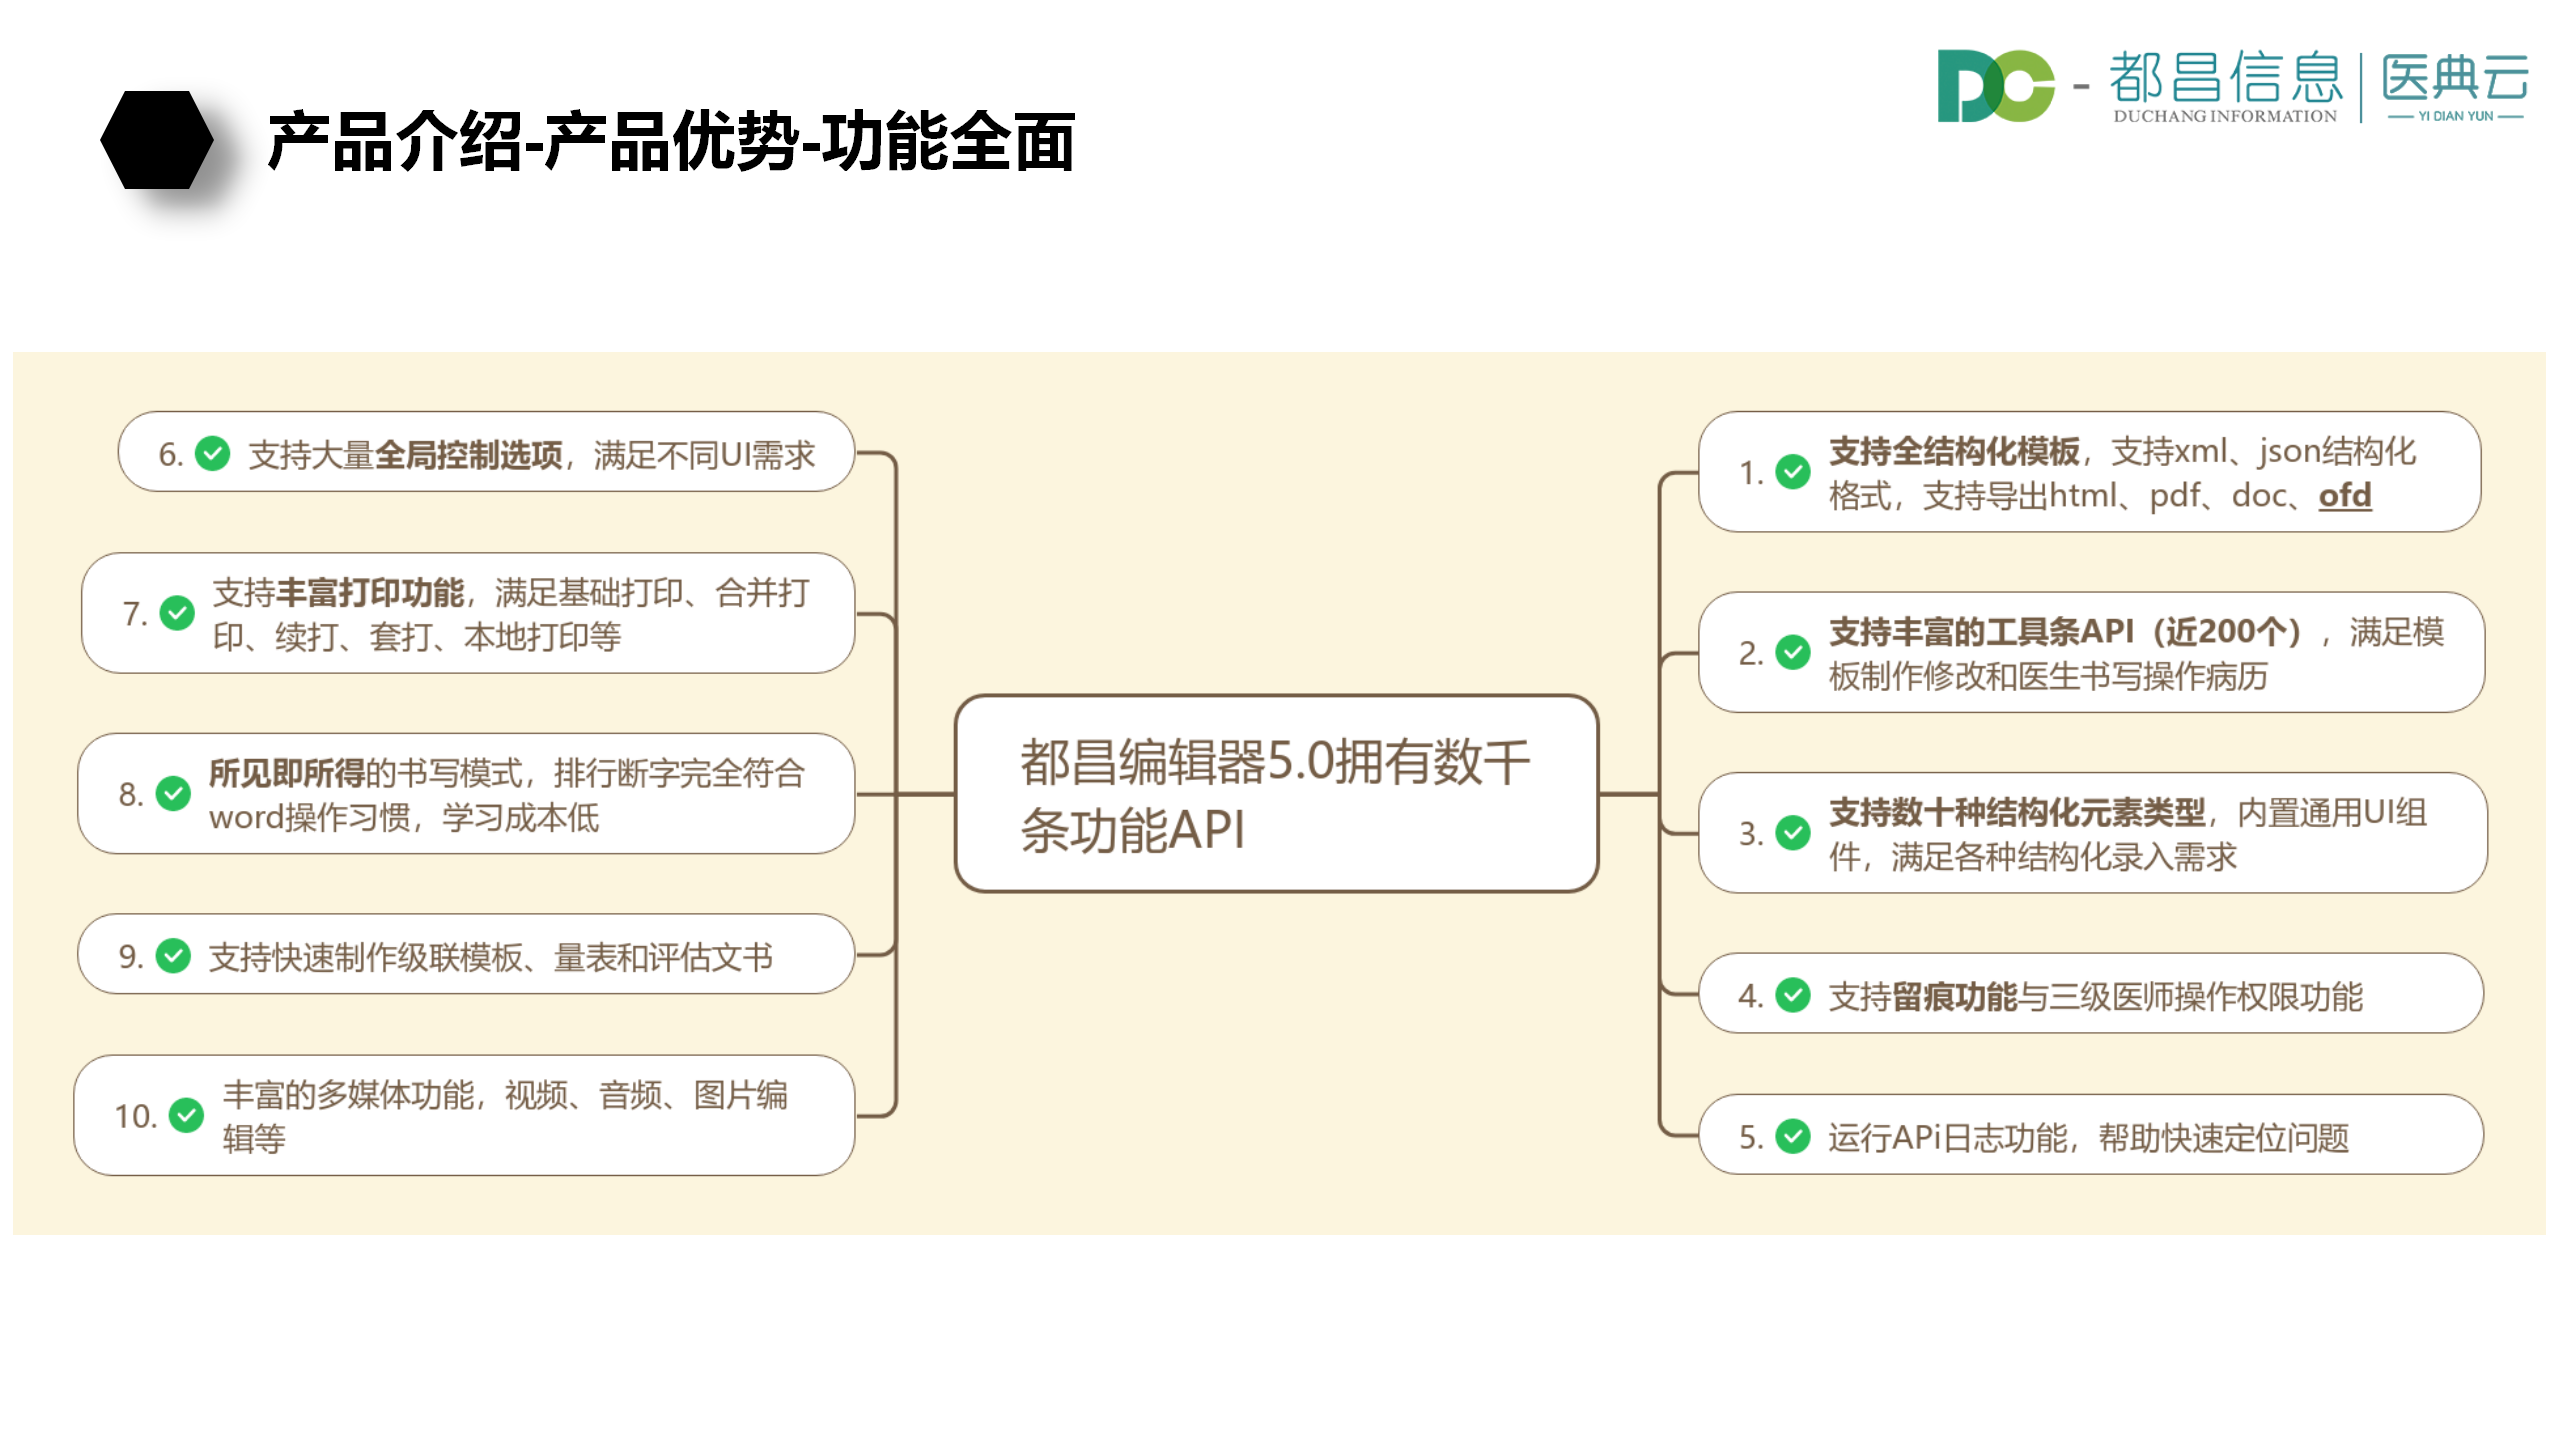 产品介绍-产品优势-功能全面
DC - 都昌信息
DUCHANG INFORMATION
医典云
YI DIAN YUN
都昌编辑器5.0拥有数千
条功能API
1. 支持全结构化模板，支持xml、json结构化
格式，支持导出html、pdf、doc、ofd
2. 支持丰富的工具条API（近200个），满足模
板制作修改和医生书写操作病历
3. 支持数十种结构化元素类型，内置通用UI组
件，满足各种结构化录入需求
4. 支持留痕功能与三级医师操作权限功能
5. 运行APi日志功能，帮助快速定位问题
6. 支持大量全局控制选项，满足不同UI需求
7. 支持丰富打印功能，满足基础打印、合并打
印、续打、套打、本地打印等
8. 所见即所得的书写模式，排行断字完全符合
word操作习惯，学习成本低
9. 支持快速制作级联模板、量表和评估文书
10. 丰富的多媒体功能，视频、音频、图片编
辑等